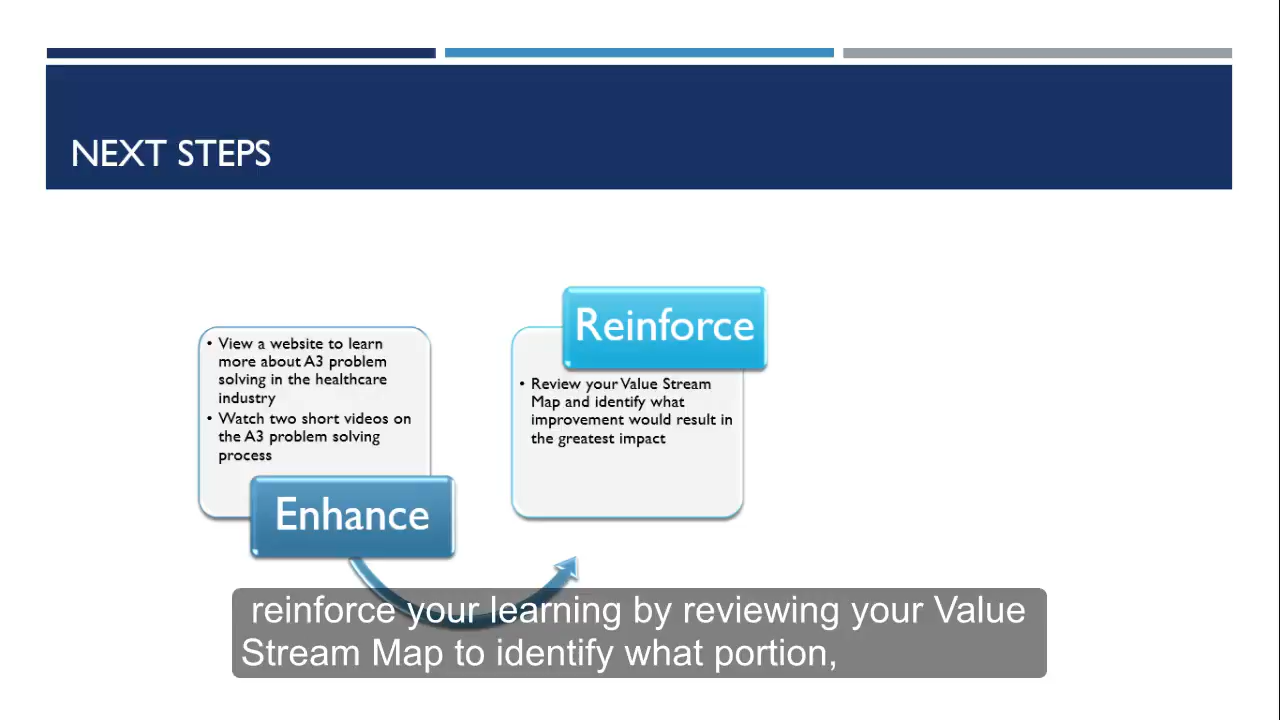 NEXT STEPS
• View a website to learn
more about A3 problem
solving in the healthcare
industry
• Watch two short videos on
the A3 problem solving
process
Enhance
Reinforce
• Review your Value Stream
Map and identify what
improvement would result in
the greatest impact
reinforce your learning by reviewing your Value
Stream Map to identify what portion,